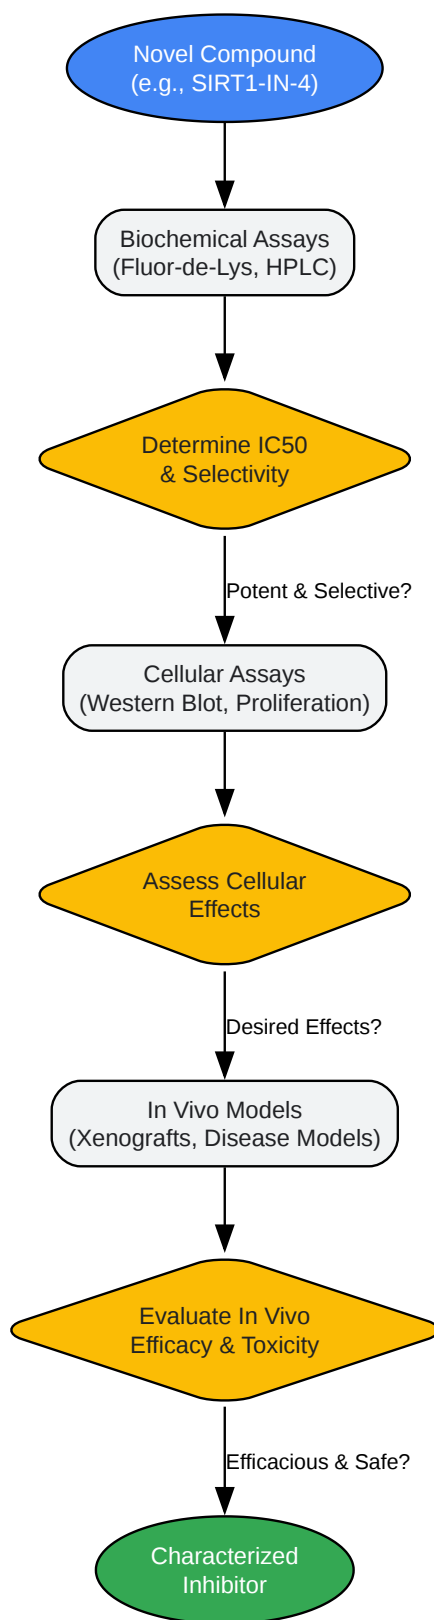 Novel Compound
(e.g., SIRT1-IN-4)
Biochemical Assays
(Fluor-de-Lys, HPLC)
Determine IC50
& Selectivity
Potent & Selective?
Cellular Assays
(Western Blot, Proliferation)
Assess Cellular
Effects
Desired Effects?
In Vivo Models
(Xenografts, Disease Models)
Evaluate In Vivo
Efficacy & Toxicity
Efficacious & Safe?
Characterized
Inhibitor